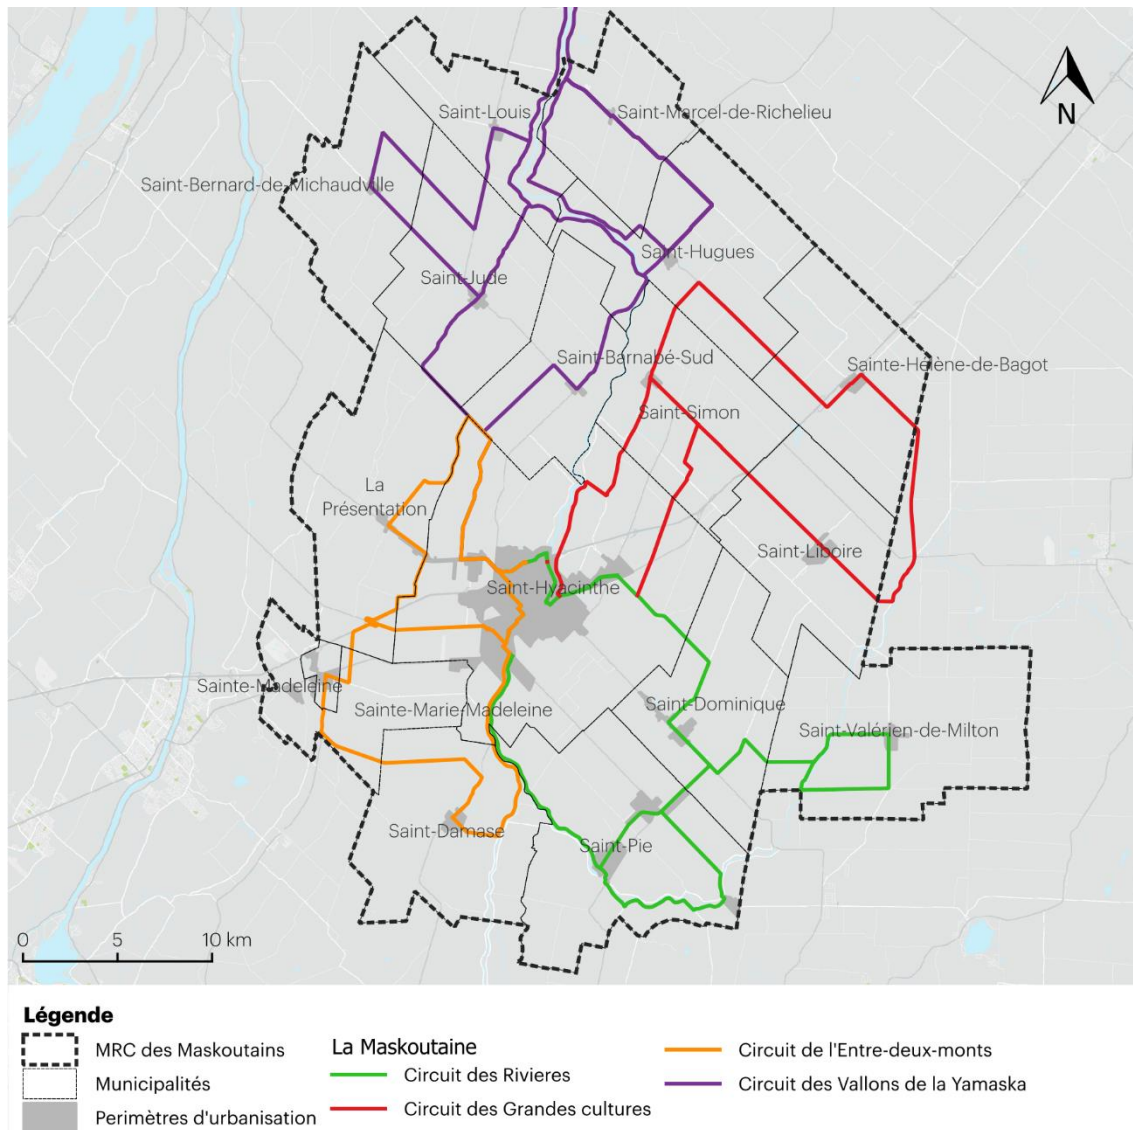 Saint-Louis
Saint-Marcel-de-Richelieu
N
Saint-Bernard-de-Michaudville
Saint-Hugues
Saint-Jude
Saint-Barnabé-Sud
Sainte-Hélène-de-Bagot
Saint-Simon
La
Présentation
Saint-Liboire
Saint-Hyacinthe
Sainte-Madeleine
Sainte-Marie-Madeleine
Saint-Dominique
Saint-Valérien-de-Milton
Saint-Damase
Saint-Pie
0 5 10 km
Légende
MRC des Maskoutains
Municipalités
Perimètres d'urbanisation
La Maskoutaine
Circuit des Rivieres
Circuit des Grandes cultures
Circuit de l'Entre-deux-monts
Circuit des Vallons de la Yamaska